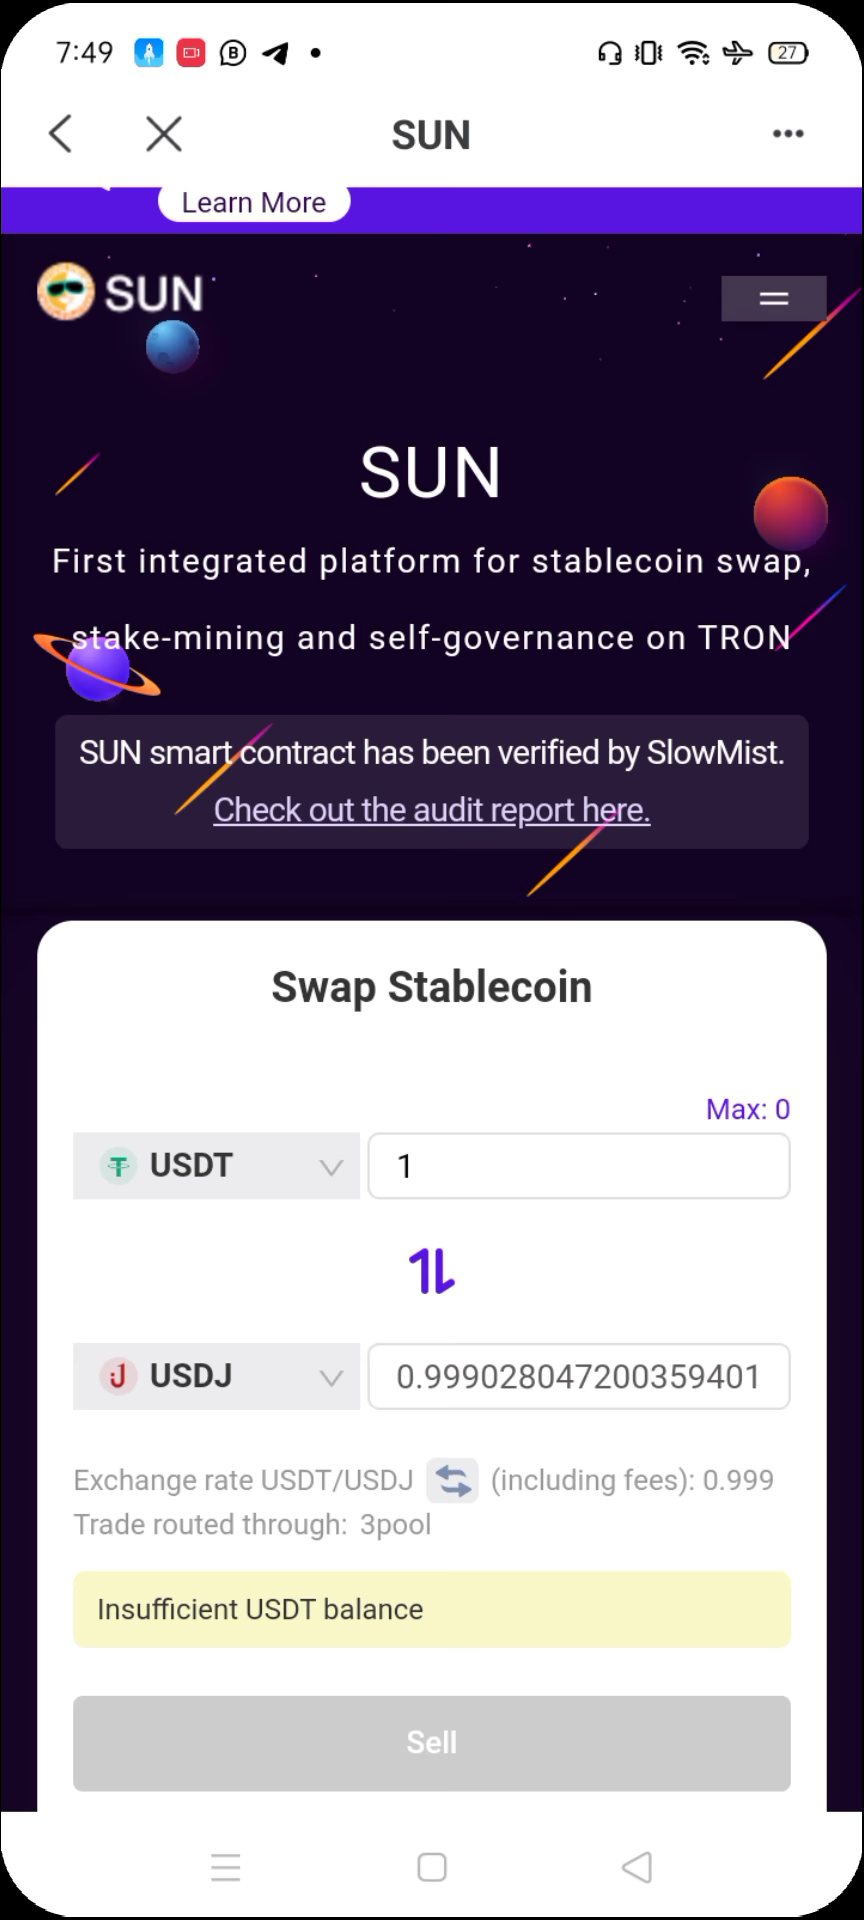 7:49
27
SUN
Learn More
SUN
SUN
First integrated platform for stablecoin swap,
stake-mining and self-governance on TRON
SUN smart contract has been verified by SlowMist.
Check out the audit report here.
Swap Stablecoin
Max: 0
USDT
1
USDJ
0.999028047200359401
Exchange rate USDT/USDJ (including fees): 0.999
Trade routed through: 3pool
Insufficient USDT balance
Sell